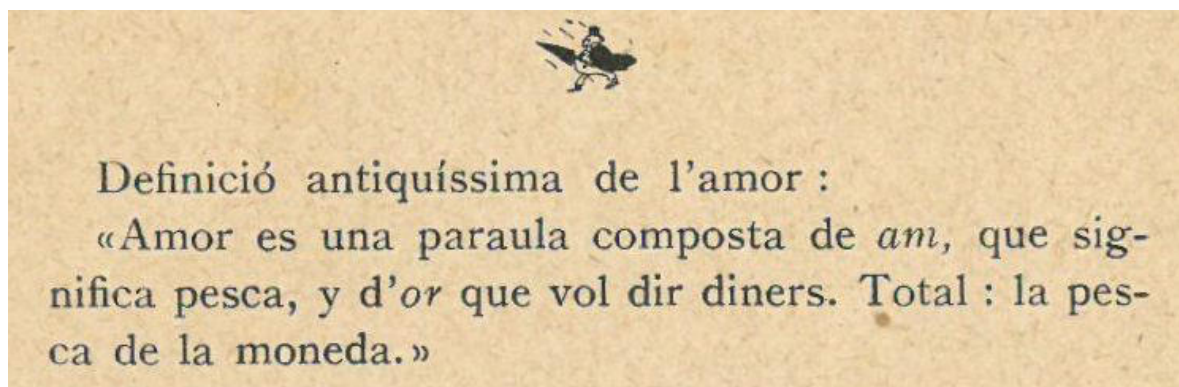 Definició antiquíssima de l'amor :
«Amor es una paraula composta de am, que sig-
nifica pesca, y d'or que vol dir diners. Total : la pes-
ca de la moneda.»